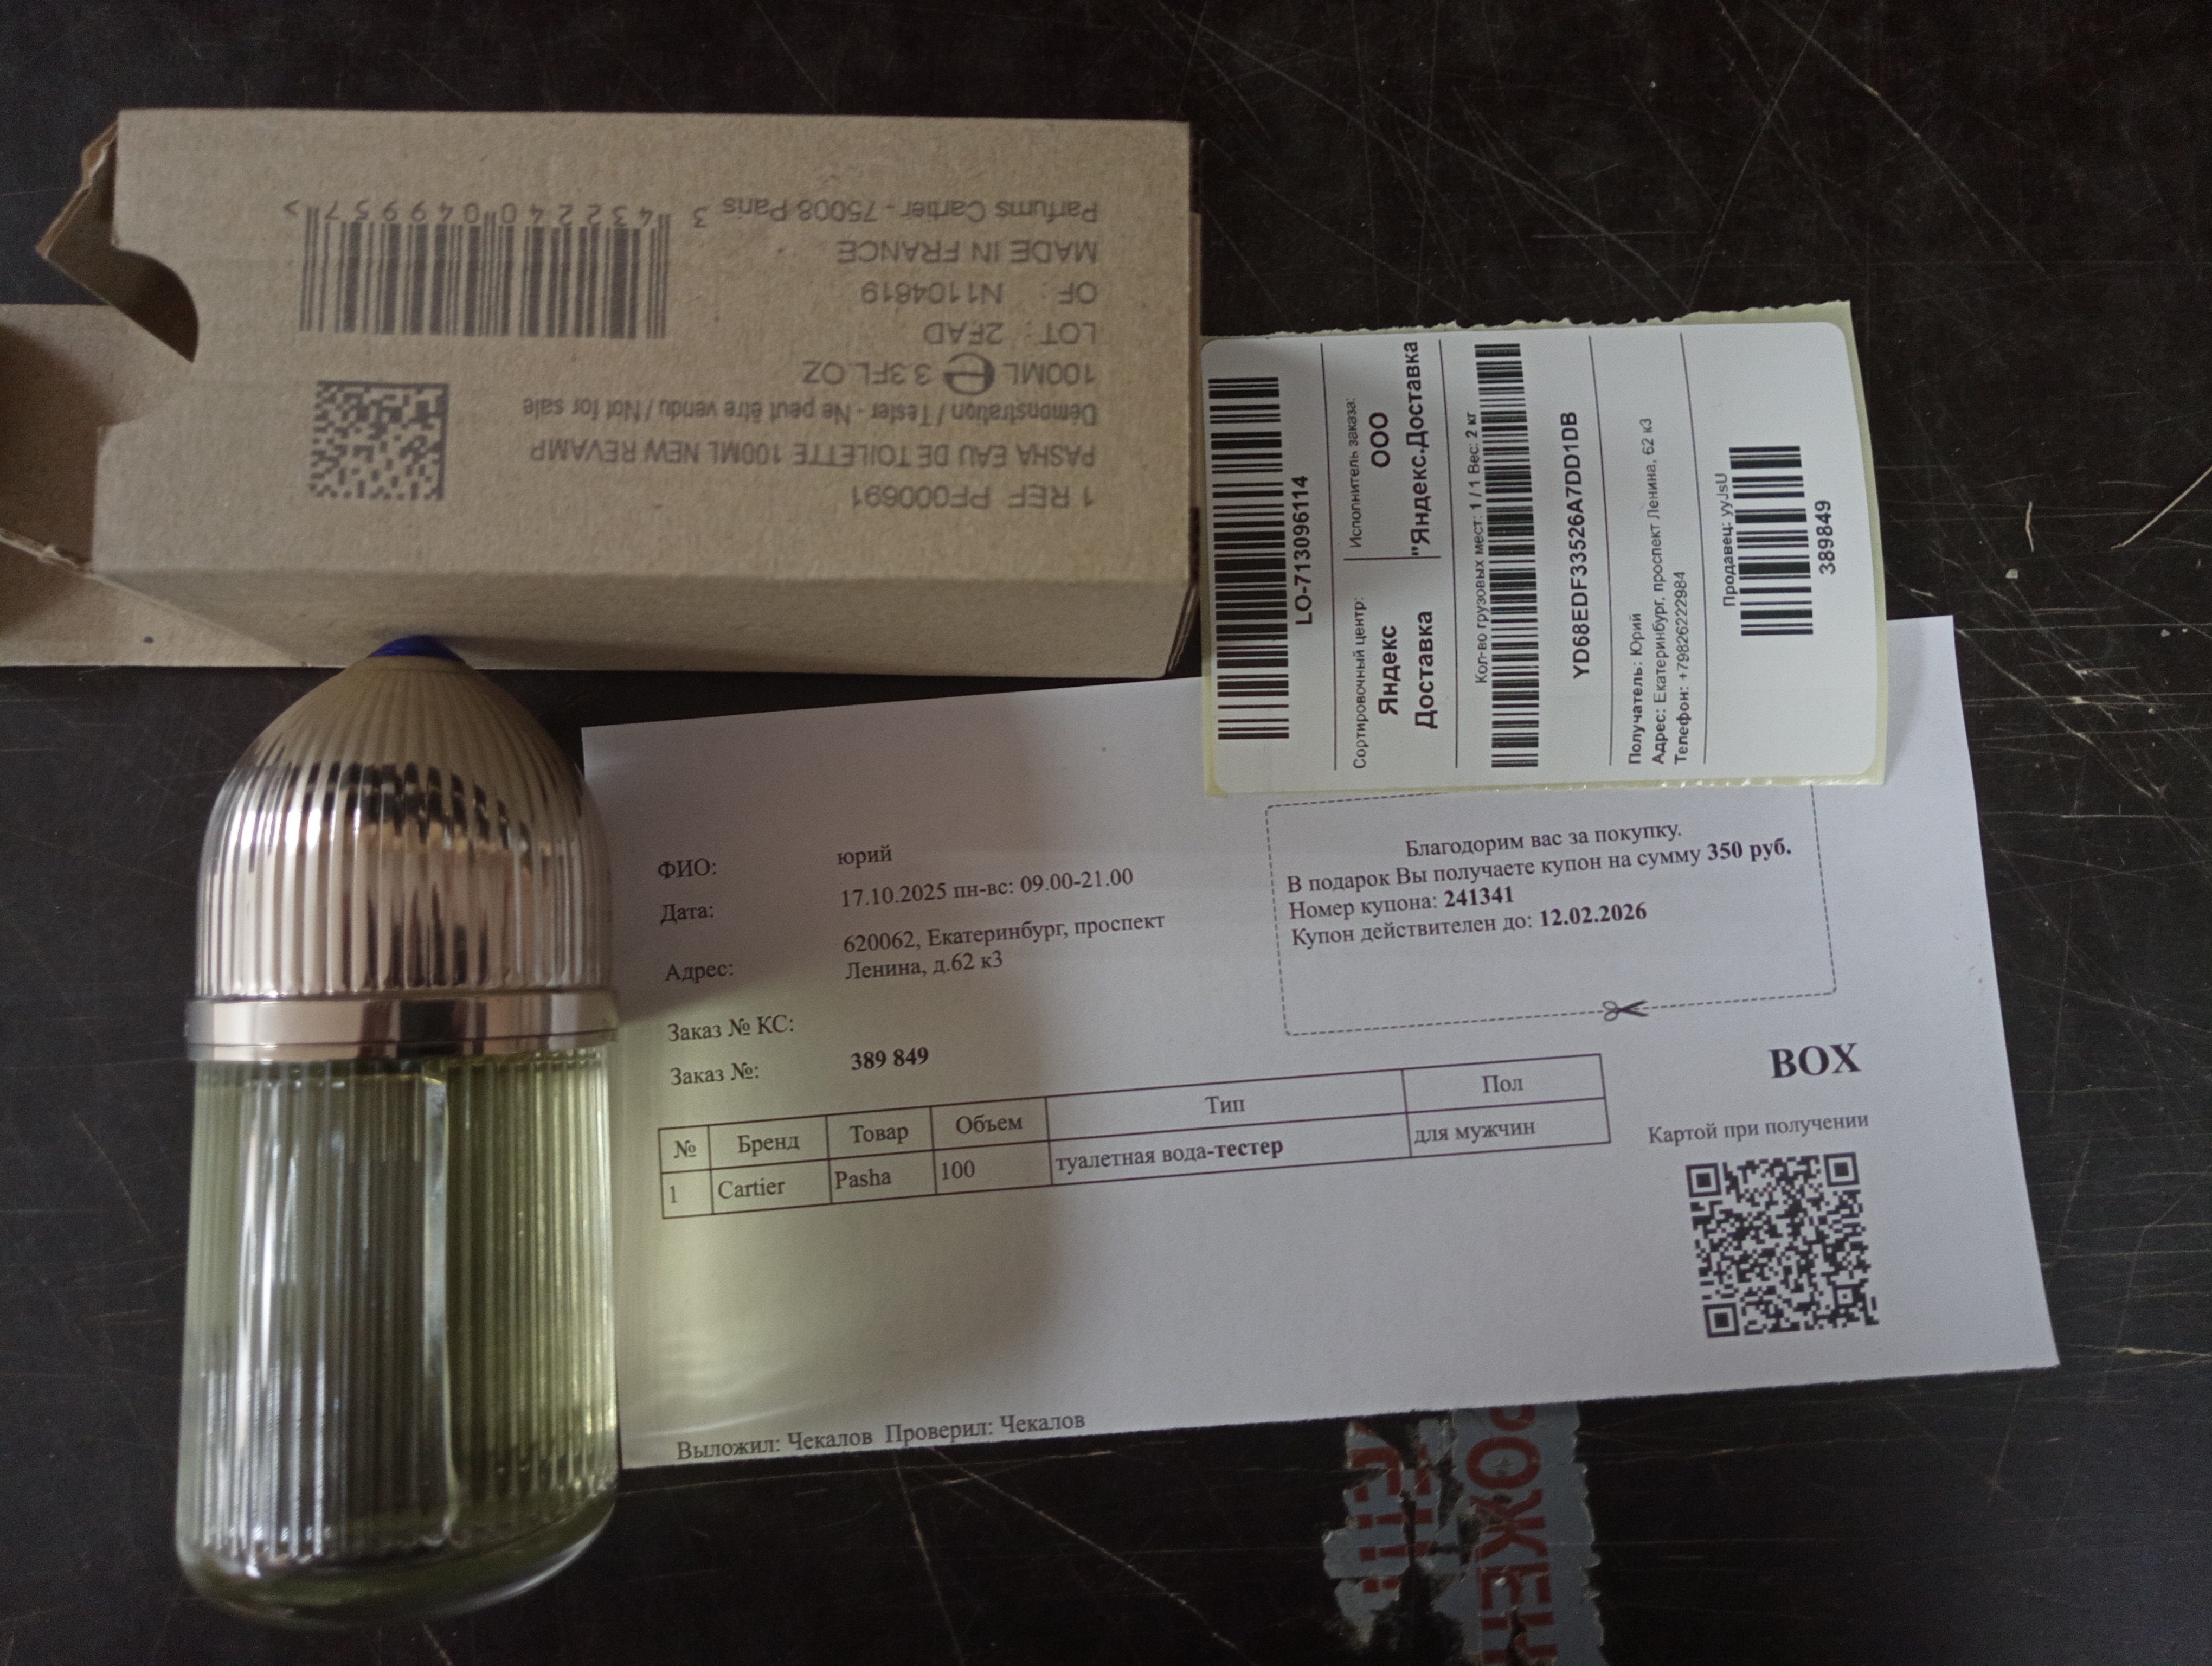 1 REF PF000691
PASHA EAU DE TOILETTE 100ML NEW REVAMP
Démonstration / Tester - Ne peut être vendu / Not for sale
100ML ℮ 3.3FL.OZ
LOT : 2FAD
OF : N1104619
MADE IN FRANCE
Parfums Cartier - 75008 Paris
3 432240 049957 >
LO-713096114
Сортировочный центр:
Яндекс
Доставка
Исполнитель заказа:
ООО
"Яндекс.Доставка
Кол-во грузовых мест: 1 / 1 Вес: 2 кг
YD68EDF33526A7DD1DB
Получатель: Юрий
Адрес: Екатеринбург, проспект Ленина, 62 к3
Телефон: +79826222984
Продавец: yyJsU
389849
ФИО: юрий
Дата: 17.10.2025 пн-вс: 09.00-21.00
Адрес: 620062, Екатеринбург, проспект
Ленина, д.62 к3
Заказ № КС:
Заказ №: 389 849
Благодорим вас за покупку.
В подарок Вы получаете купон на сумму 350 руб.
Номер купона: 241341
Купон действителен до: 12.02.2026
BOX
Картой при получении
№ Бренд Товар Объем Тип Пол
1 Cartier Pasha 100 туалетная вода-тестер для мужчин
Выложил: Чекалов Проверил: Чекалов